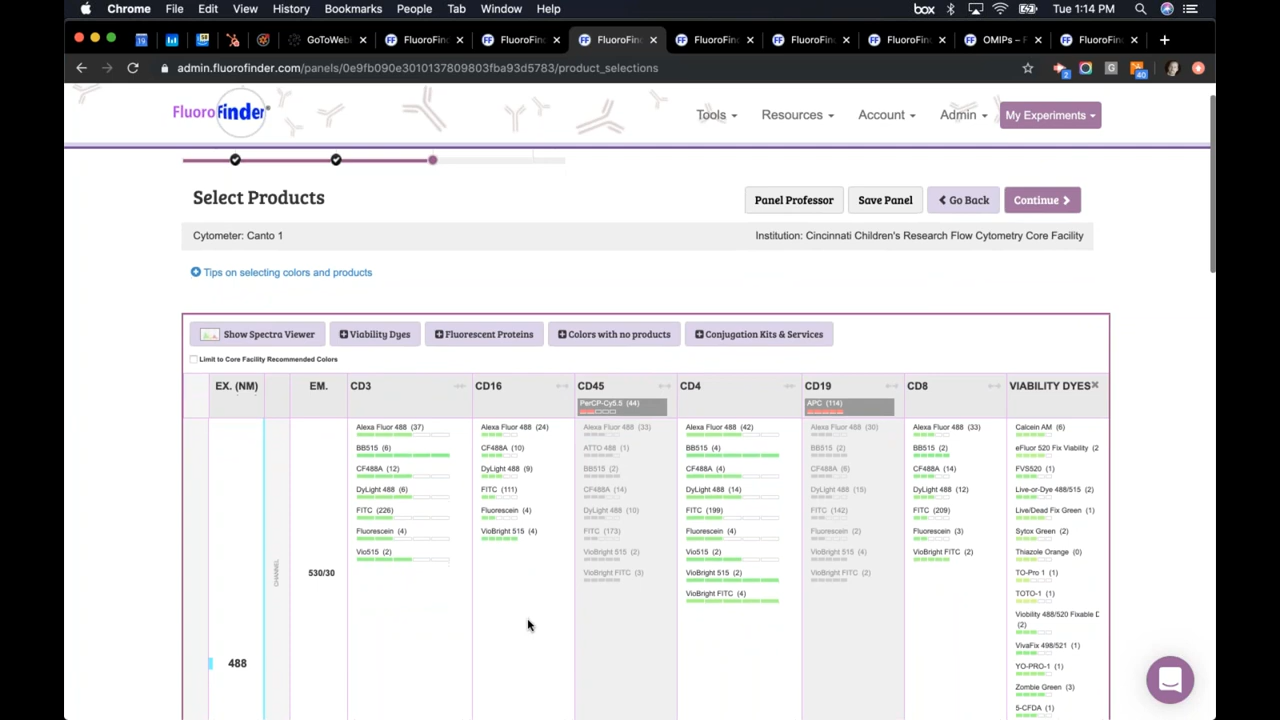 Chrome File Edit View History Bookmarks People Tab Window Help box Tue 1:14 PM
19 GoToWebi FluoroFin FluoroFin FluoroFin FluoroFin FluoroFin FluoroFin OMIPs – F FluoroFin
admin.fluorofinder.com/panels/0e9fb090e3010137809803fba93d5783/product_selections 2 G 40
FluoroFinder® Tools Resources Account Admin My Experiments
Select Products Panel Professor Save Panel Go Back Continue
Cytometer: Canto 1 Institution: Cincinnati Children's Research Flow Cytometry Core Facility
Tips on selecting colors and products
Show Spectra Viewer Viability Dyes Fluorescent Proteins Colors with no products Conjugation Kits & Services
Limit to Core Facility Recommended Colors
EX. (NM) EM. CD3 CD16 CD45 CD4 CD19 CD8 VIABILITY DYES
PerCP-Cy5.5 (44) APC (114)
Alexa Fluor 488 (37) Alexa Fluor 488 (24) Alexa Fluor 488 (33) Alexa Fluor 488 (42) Alexa Fluor 488 (30) Alexa Fluor 488 (33) Calcein AM (6)
BB515 (6) CF488A (10) ATTO 488 (1) BB515 (4) BB515 (2) BB515 (2) eFluor 520 Fix Viability (2
CF488A (12) DyLight 488 (9) BB515 (2) CF488A (4) CF488A (6) CF488A (14) FVS520 (1)
DyLight 488 (6) FITC (111) CF488A (14) DyLight 488 (14) DyLight 488 (15) DyLight 488 (12) Live-or-Dye 488/515 (2)
FITC (226) Fluorescein (4) DyLight 488 (10) FITC (199) FITC (142) FITC (209) Live/Dead Fix Green (1)
Fluorescein (4) VioBright 515 (4) FITC (173) Fluorescein (4) Fluorescein (2) Fluorescein (3) Sytox Green (2)
Vio515 (2) VioBright 515 (2) Vio515 (2) VioBright 515 (4) VioBright FITC (2) Thiazole Orange (0)
CHANNEL 530/30 VioBright FITC (3) VioBright 515 (2) VioBright FITC (2) TO-Pro 1 (1)
VioBright FITC (4) TOTO-1 (1)
Viobility 488/520 Fixable D
(2)
VivaFix 498/521 (1)
488 YO-PRO-1 (1)
Zombie Green (3)
5-CFDA (1)